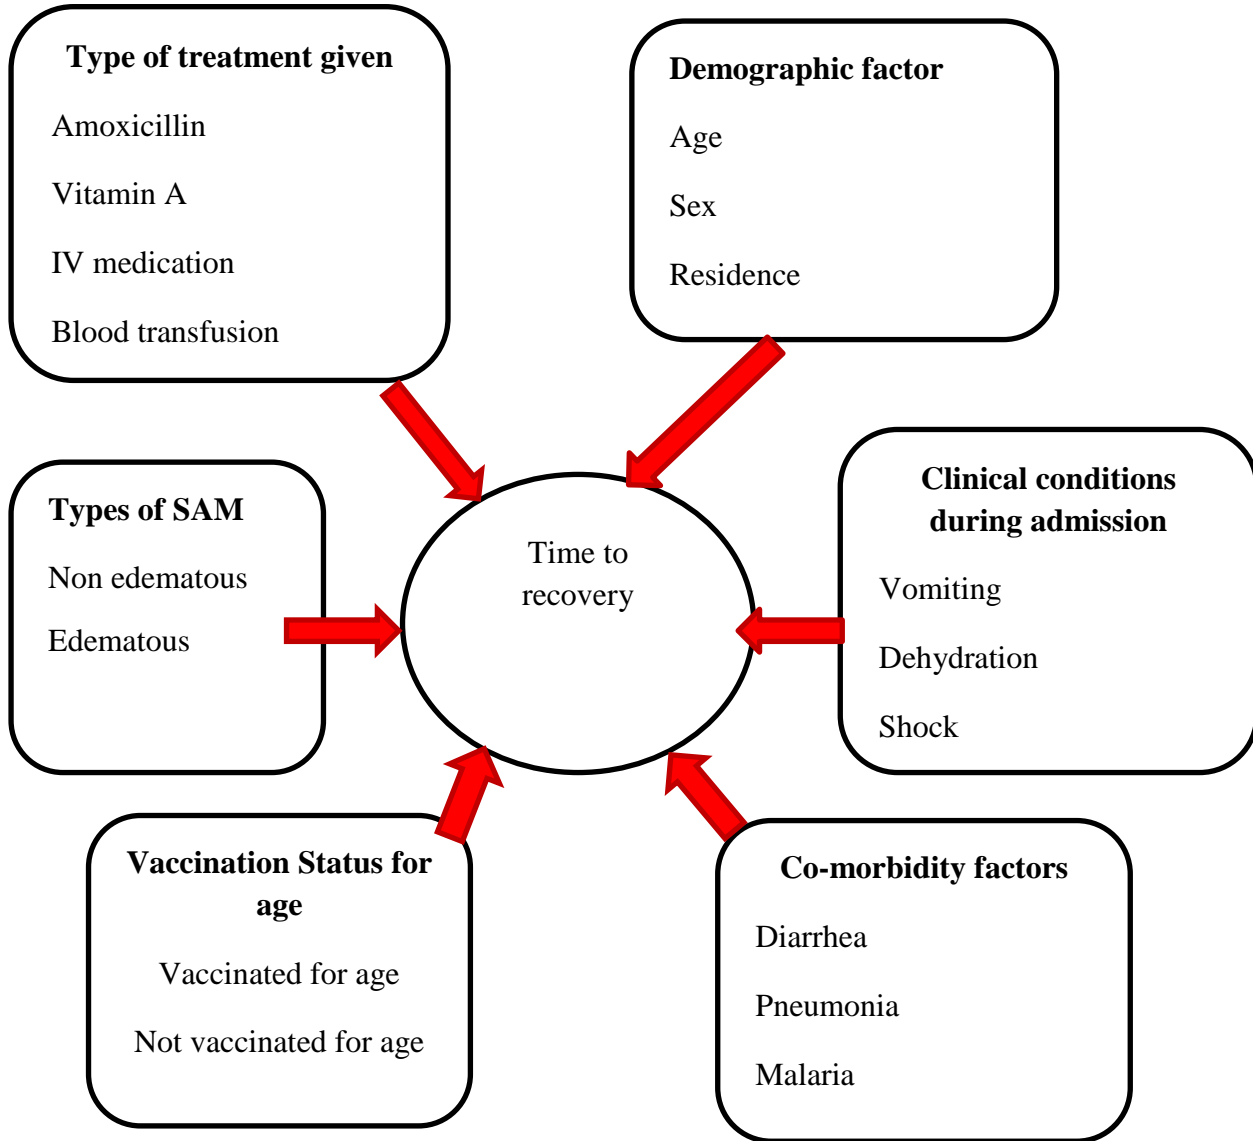 Type of treatment given
Amoxicillin
Vitamin A
IV medication
Blood transfusion
Demographic factor
Age
Sex
Residence
Types of SAM
Non edematous
Edematous
Time to
recovery
Clinical conditions
during admission
Vomiting
Dehydration
Shock
Vaccination Status for
age
Vaccinated for age
Not vaccinated for age
Co-morbidity factors
Diarrhea
Pneumonia
Malaria